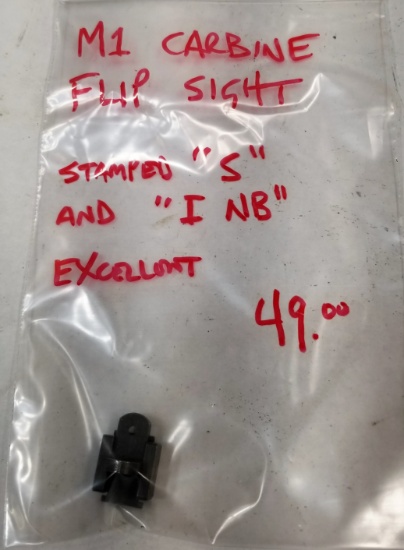 M1 CARBINE
FLIP SIGHT
STAMPED "S"
AND "I NB"
EXCELLENT
49.00